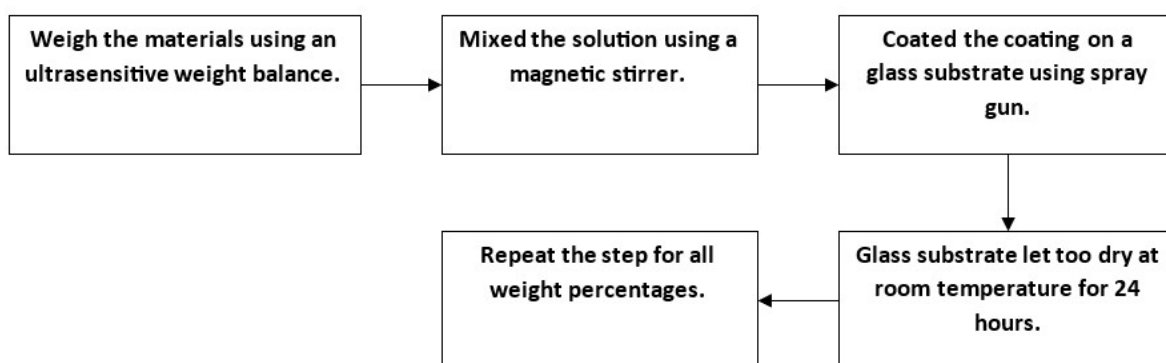 Weigh the materials using an
ultrasensitive weight balance.
Mixed the solution using a
magnetic stirrer.
Coated the coating on a
glass substrate using spray
gun.
Glass substrate let too dry at
room temperature for 24
hours.
Repeat the step for all
weight percentages.